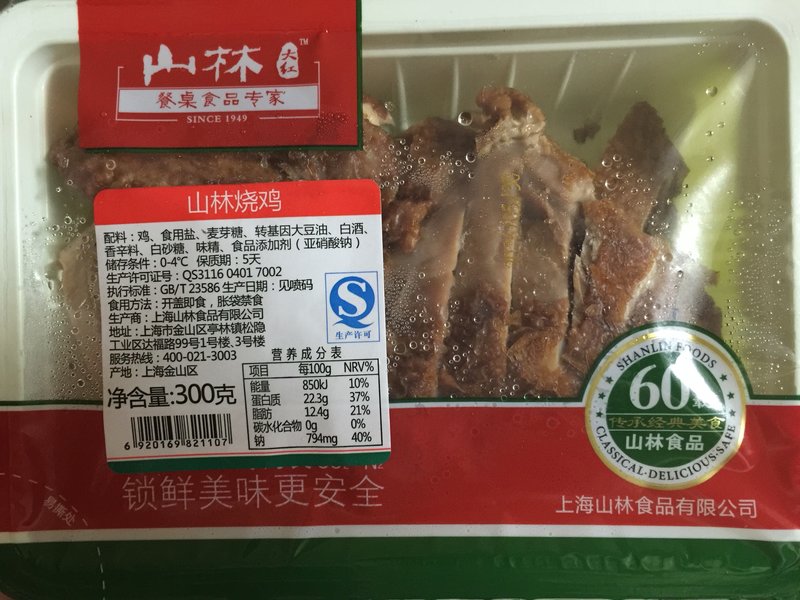 山林 大红 TM
餐桌食品专家
SINCE 1949
山林烧鸡
配料：鸡、食用盐、麦芽糖、转基因大豆油、白酒、
香辛料、白砂糖、味精、食品添加剂（亚硝酸钠）
储存条件：0-4℃ 保质期：5天
生产许可证号：QS3116 0401 7002
执行标准：GB/T 23586 生产日期：见喷码
食用方法：开盖即食，胀袋禁食
生产商：上海山林食品有限公司
地址：上海市金山区亭林镇松隐
工业区达福路99号1号楼、3号楼
服务热线：400-021-3003
产地：上海金山区
S
生产许可
净含量:300克
营养成分表
项目 每100g NRV%
能量 850kJ 10%
蛋白质 22.3g 37%
脂肪 12.4g 21%
碳水化合物 0g 0%
钠 794mg 40%
6 920169 821107
SHANLIN FOODS
60
传承经典美食
山林食品
CLASSICAL·DELICIOUS·SAFE
锁鲜美味更安全
上海山林食品有限公司
易撕处